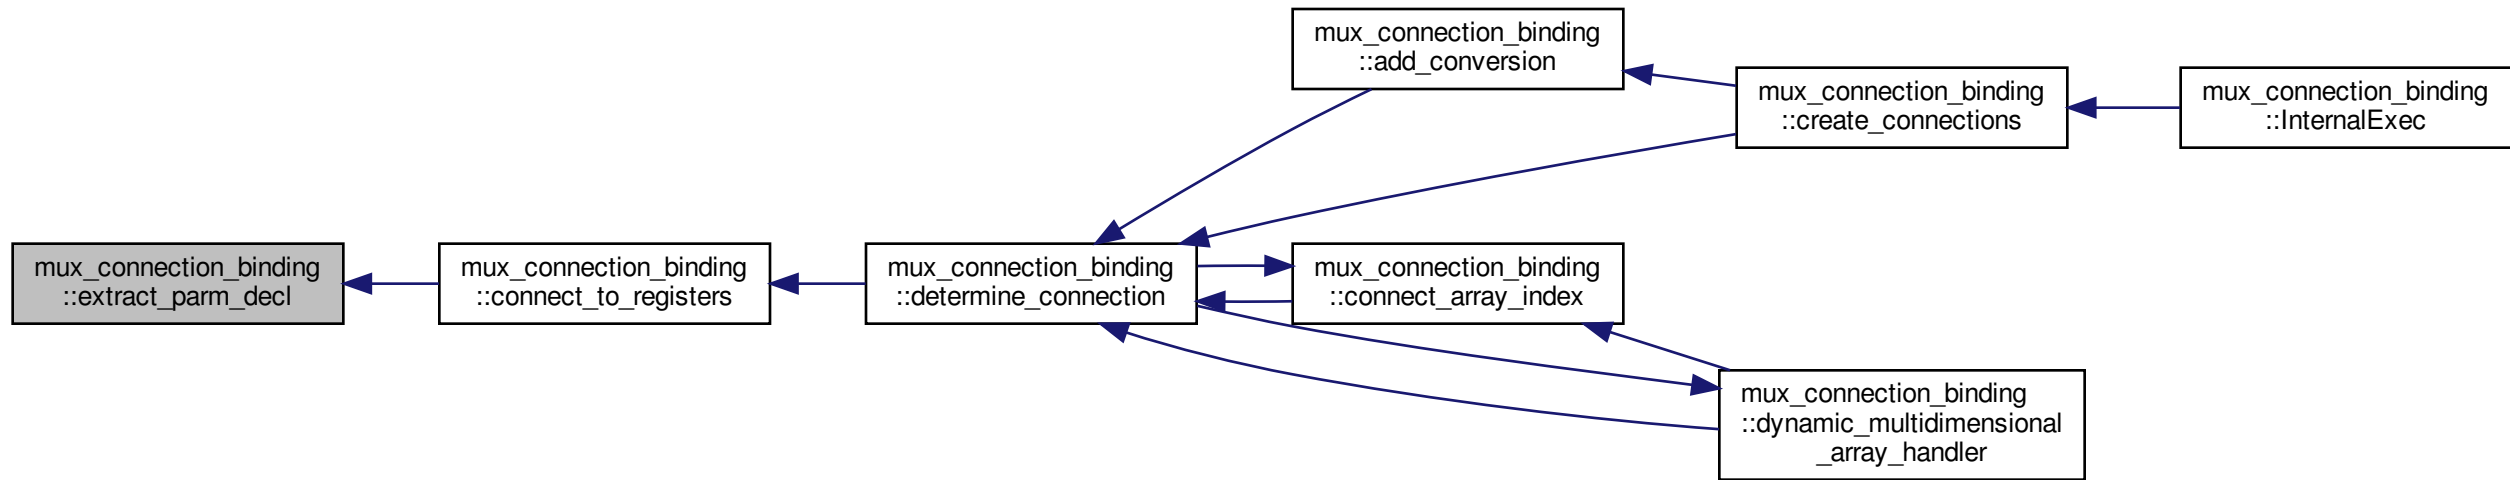 mux_connection_binding
::add_conversion
mux_connection_binding
::create_connections
mux_connection_binding
::InternalExec
mux_connection_binding
::extract_parm_decl
mux_connection_binding
::connect_to_registers
mux_connection_binding
::determine_connection
mux_connection_binding
::connect_array_index
mux_connection_binding
::dynamic_multidimensional
_array_handler